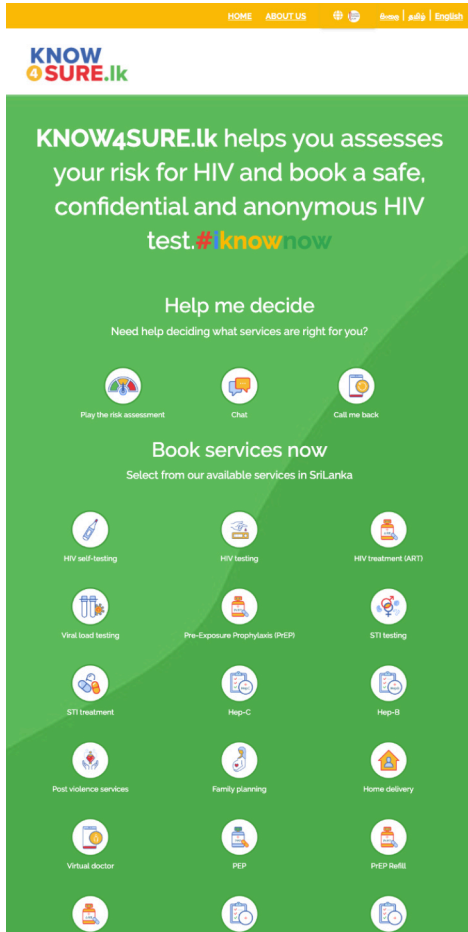 HOME ABOUT US සිංහල | தமிழ் | English
KNOW
4SURE.lk
KNOW4SURE.lk helps you assesses
your risk for HIV and book a safe,
confidential and anonymous HIV
test.#iknownow
Help me decide
Need help deciding what services are right for you?
Play the risk assessment Chat Call me back
Book services now
Select from our available services in SriLanka
HIV self-testing HIV testing HIV treatment (ART)
Viral load testing Pre-Exposure Prophylaxis (PrEP) STI testing
STI treatment Hep-C Hep-B
Post violence services Family planning Home delivery
Virtual doctor PEP PrEP Refill